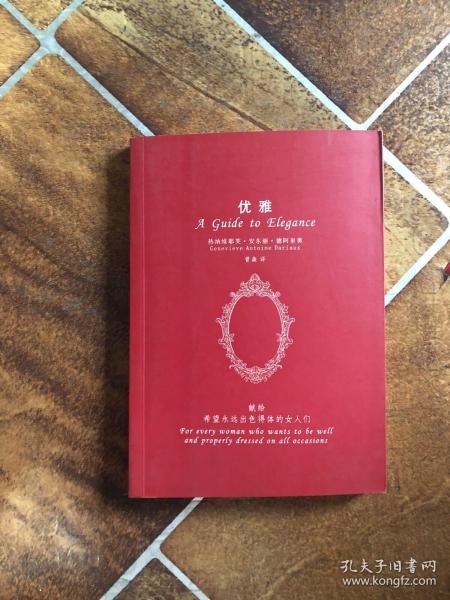 优雅
A Guide to Elegance
热纳维耶芙·安东丽·德阿里奥
Genevieve Antoine Dariaux
曹焱 译
献给
希望永远出色得体的女人们
For every woman who wants to be well
and properly dressed on all occassions
孔夫子旧书网
www.kongfz.com